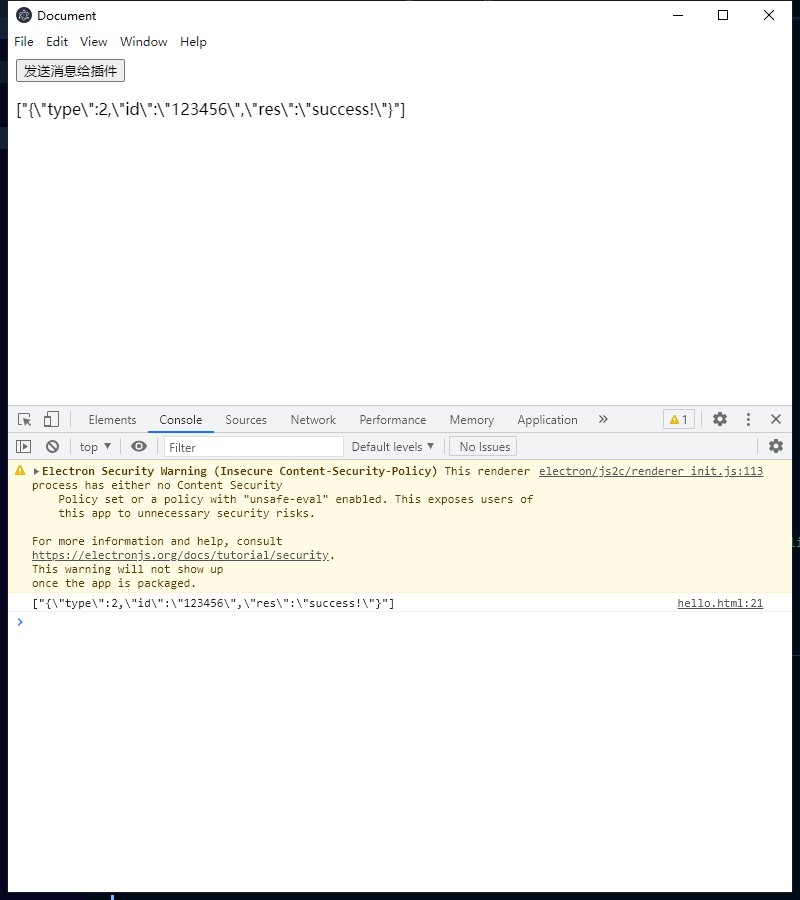 Document
File Edit View Window Help
发送消息给插件
["{\"type\":2,\"id\":\"123456\",\"res\":\"success!\"}"]
Elements Console Sources Network Performance Memory Application » 1
top ▼ Filter Default levels ▼ No Issues
▸Electron Security Warning (Insecure Content-Security-Policy) This renderer electron/js2c/renderer_init.js:113
process has either no Content Security
Policy set or a policy with "unsafe-eval" enabled. This exposes users of
this app to unnecessary security risks.
For more information and help, consult
https://electronjs.org/docs/tutorial/security.
This warning will not show up
once the app is packaged.
["{\"type\":2,\"id\":\"123456\",\"res\":\"success!\"}"] hello.html:21
>